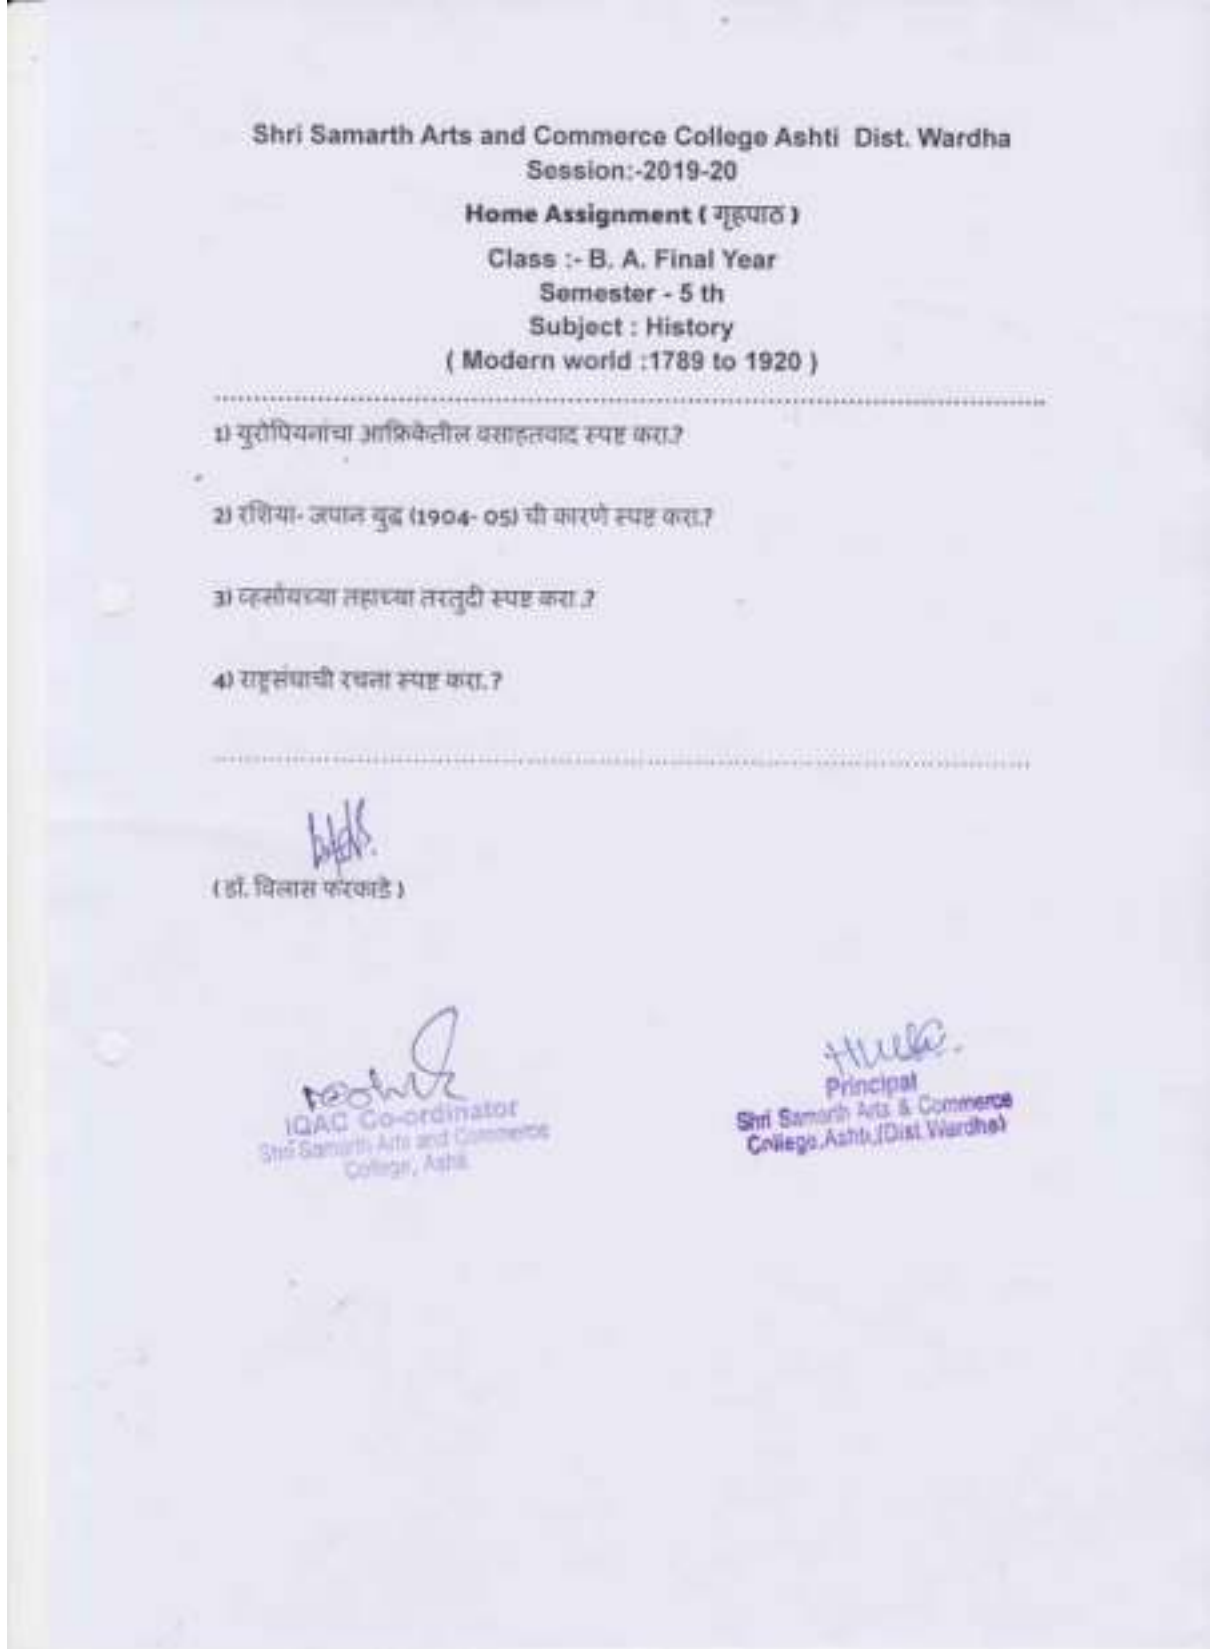 Shri Samarth Arts and Commerce College Ashti Dist. Wardha
Session:-2019-20
Home Assignment ( गृहपाठ )
Class :- B. A. Final Year
Semester - 5 th
Subject : History
( Modern world :1789 to 1920 )
1) युरोपियनांचा आफ्रिकेतील वसाहतवाद स्पष्ट करा.?
2) रशिया- जपान युद्ध (1904- 05) ची कारणे स्पष्ट करा.?
3) व्हर्सायच्या तहाच्या तरतुदी स्पष्ट करा .?
4) राष्ट्रसंघाची रचना स्पष्ट करा. ?
( डॉ. विलास फरकाडे )
IQAC Co-ordinator
Shri Samarth Arts and Commerce
College, Ashti
Principal
Shri Samarth Arts & Commerce
College,Ashti,(Dist Wardha)